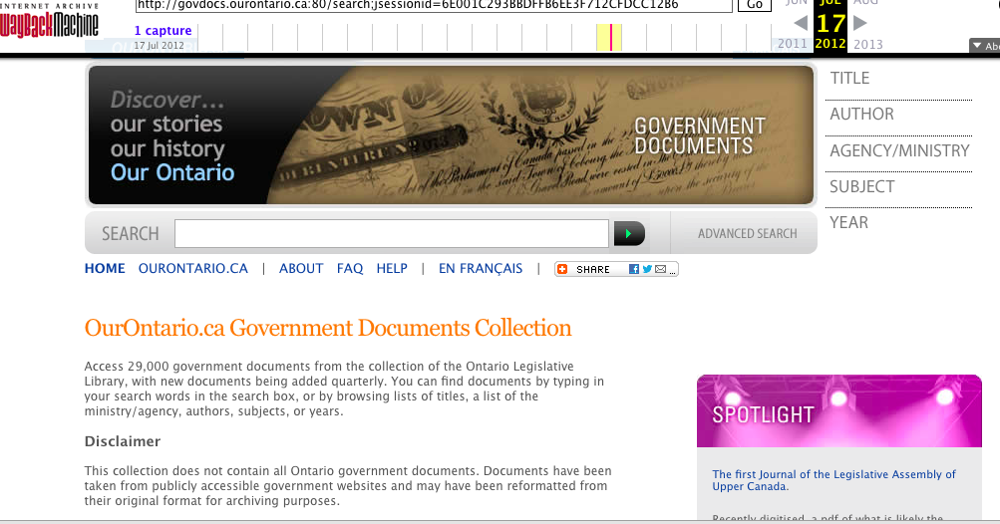 INTERNET ARCHIVE
WayBackMachine
http://govdocs.ourontario.ca:80/search;jsessionid=6E001C293BBDFFB6EE3F712CFDCC12B6
Go
JUN JUL AUG
1 capture
17 Jul 2012
17
2011 2012 2013
Discover...
our stories
our history
Our Ontario
GOVERNMENT
DOCUMENTS
TITLE
AUTHOR
AGENCY/MINISTRY
SUBJECT
YEAR
SEARCH
ADVANCED SEARCH
HOME OURONTARIO.CA | ABOUT FAQ HELP | EN FRANÇAIS | SHARE ...
OurOntario.ca Government Documents Collection
Access 29,000 government documents from the collection of the Ontario Legislative
Library, with new documents being added quarterly. You can find documents by typing in
your search words in the search box, or by browsing lists of titles, a list of the
ministry/agency, authors, subjects, or years.
Disclaimer
This collection does not contain all Ontario government documents. Documents have been
taken from publicly accessible government websites and may have been reformatted from
their original format for archiving purposes.
SPOTLIGHT
The first Journal of the Legislative Assembly of
Upper Canada.
Recently digitised, a pdf of what is likely the